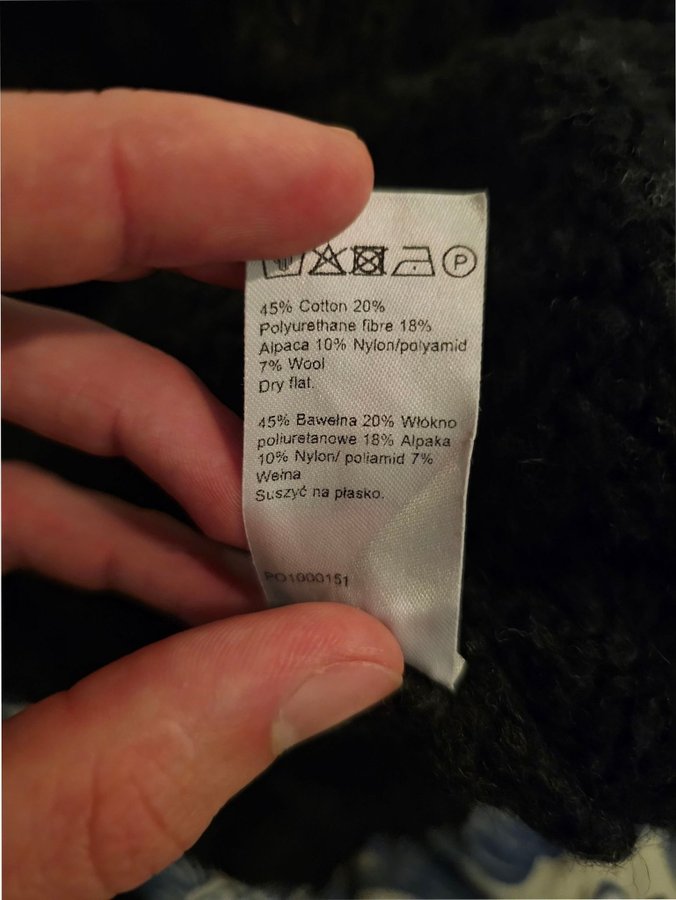 P
45% Cotton 20%
Polyurethane fibre 18%
Alpaca 10% Nylon/polyamid
7% Wool
Dry flat.
45% Bawełna 20% Włókno
poliuretanowe 18% Alpaka
10% Nylon/ poliamid 7%
Wełna
Suszyć na płasko.
PO1000151